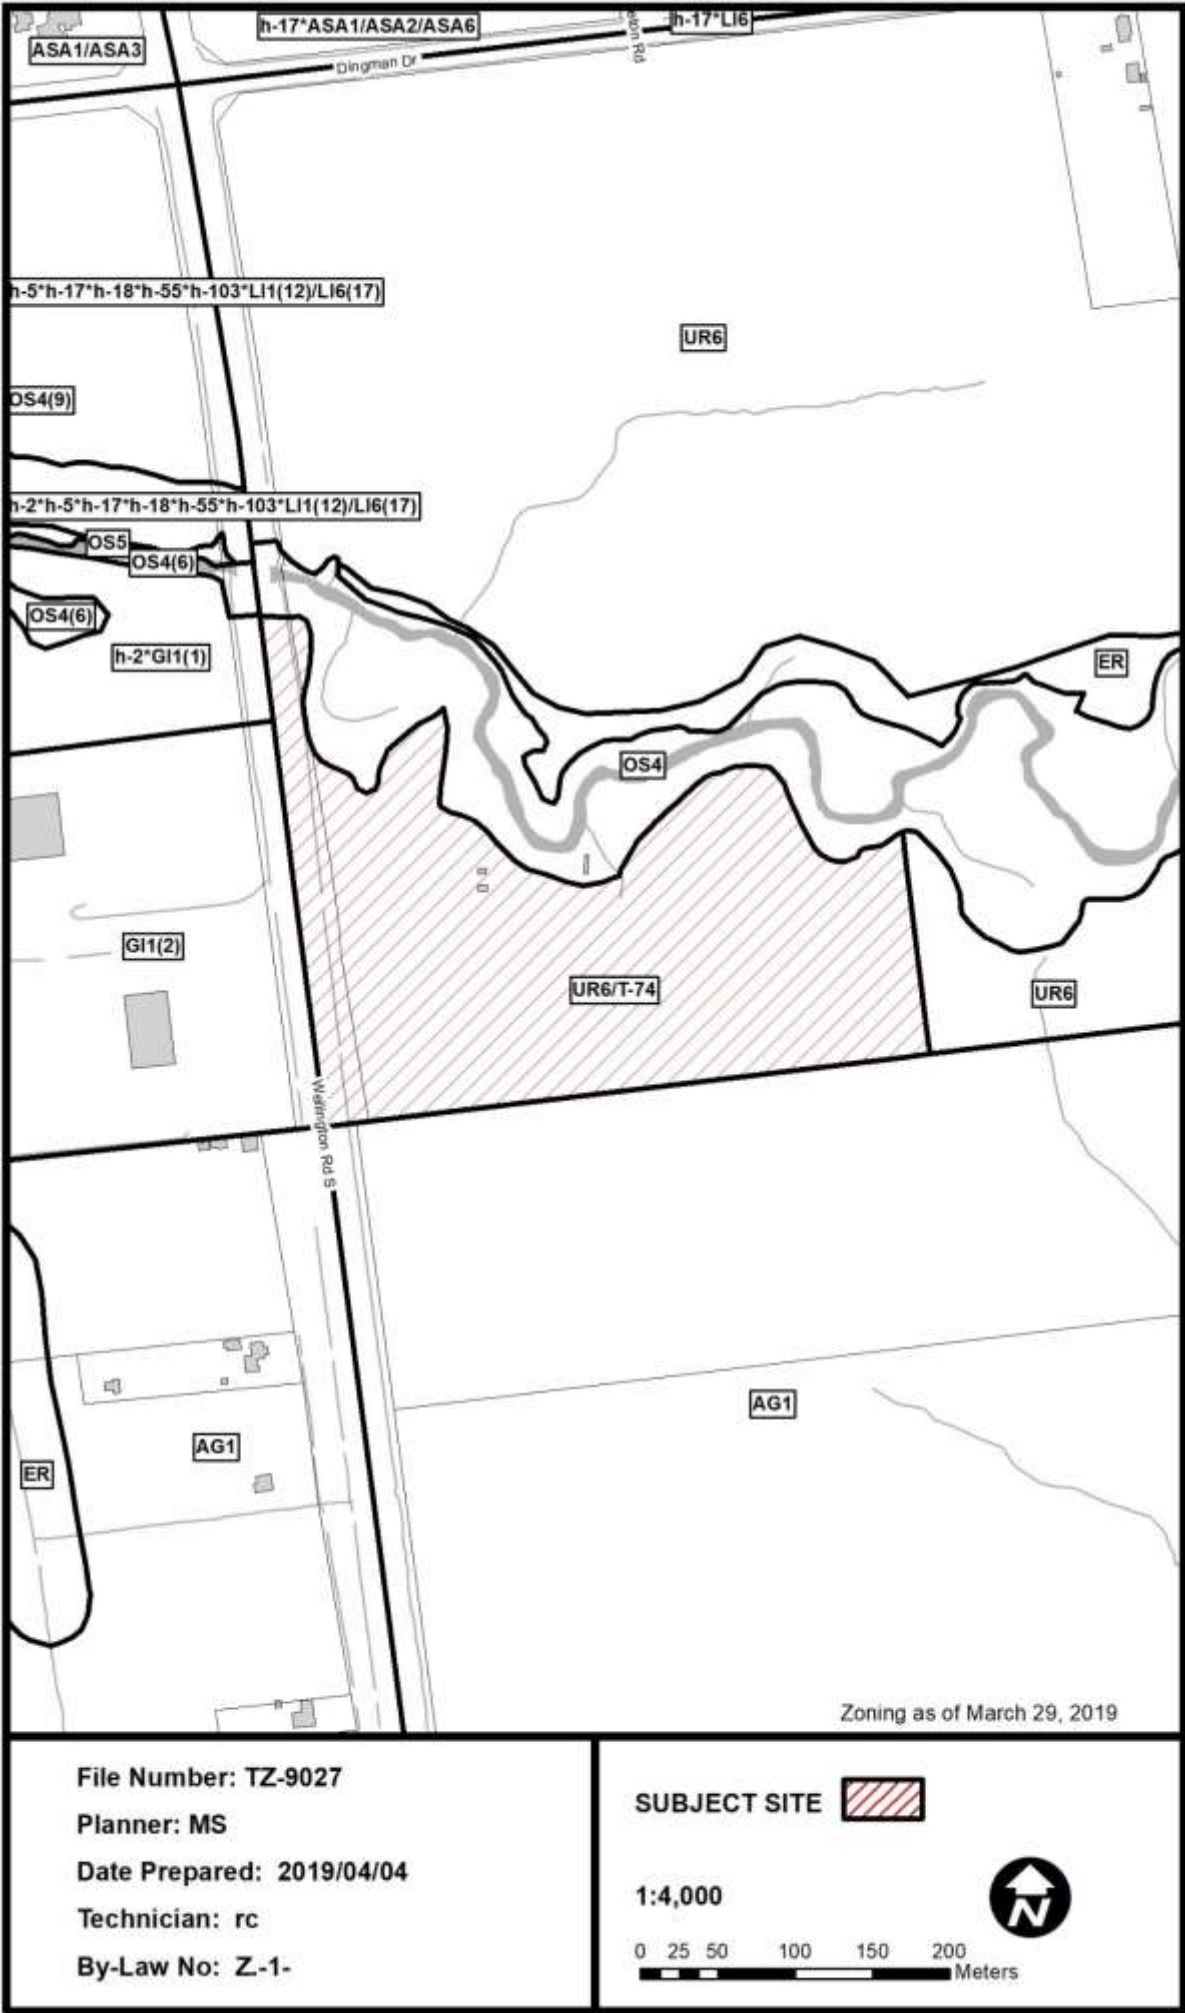 h-17*ASA1/ASA2/ASA6
h-17*LI6
ASA1/ASA3
Dingman Dr
eton Rd
h-5*h-17*h-18*h-55*h-103*LI1(12)/LI6(17)
UR6
OS4(9)
h-2*h-5*h-17*h-18*h-55*h-103*LI1(12)/LI6(17)
OS5
OS4(6)
OS4(6)
h-2*GI1(1)
ER
OS4
GI1(2)
UR6/T-74
UR6
Wellington Rd S
AG1
AG1
ER
Zoning as of March 29, 2019
File Number: TZ-9027
Planner: MS
Date Prepared: 2019/04/04
Technician: rc
By-Law No: Z.-1-
SUBJECT SITE
1:4,000
N
0 25 50 100 150 200
Meters